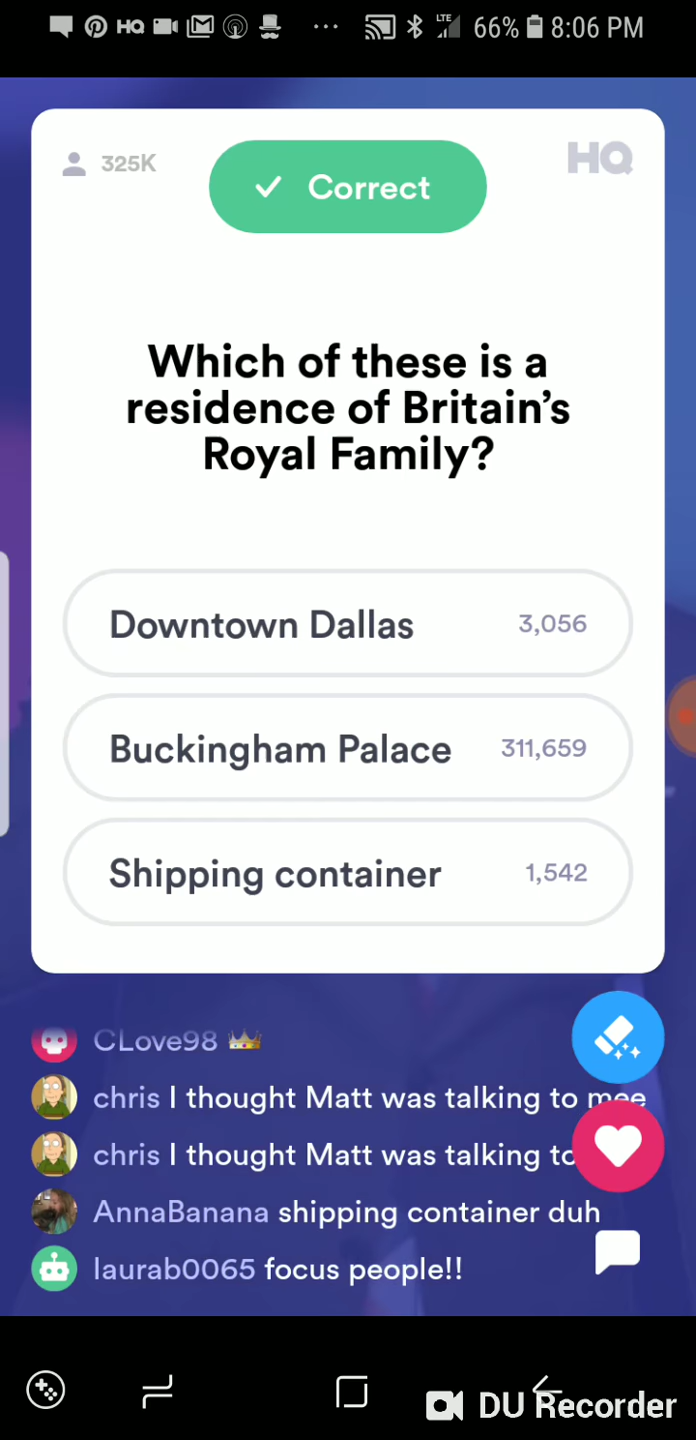 HQ
LTE
66%
8:06 PM
325K
Correct
HQ
Which of these is a
residence of Britain's
Royal Family?
Downtown Dallas 3,056
Buckingham Palace 311,659
Shipping container 1,542
CLove98
chris I thought Matt was talking to mee
chris I thought Matt was talking to
AnnaBanana shipping container duh
laurab0065 focus people!!
DU Recorder